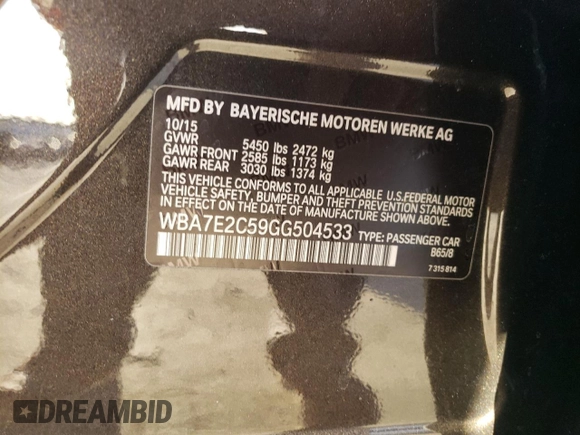 MFD BY BAYERISCHE MOTOREN WERKE AG
10/15
GVWR 5450 lbs 2472 kg
GAWR FRONT 2585 lbs 1173 kg
GAWR REAR 3030 lbs 1374 kg
THIS VEHICLE CONFORMS TO ALL APPLICABLE U.S.FEDERAL MOTOR
VEHICLE SAFETY, BUMPER, AND THEFT PREVENTION STANDARDS
IN EFFECT ON THE DATE OF MANUFACTURE SHOWN ABOVE.
WBA7E2C59GG504533 TYPE: PASSENGER CAR
B65/8
7 315 814
DREAMBID